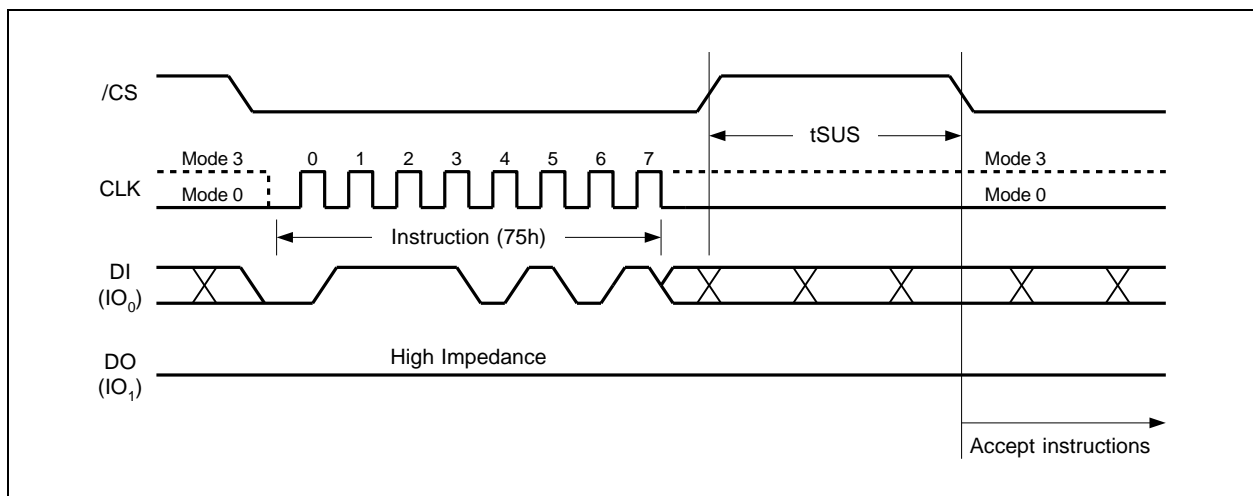 /CS
tSUS
Mode 3 0 1 2 3 4 5 6 7 Mode 3
CLK
Mode 0 Mode 0
Instruction (75h)
DI
(IO0)
High Impedance
DO
(IO1)
Accept instructions